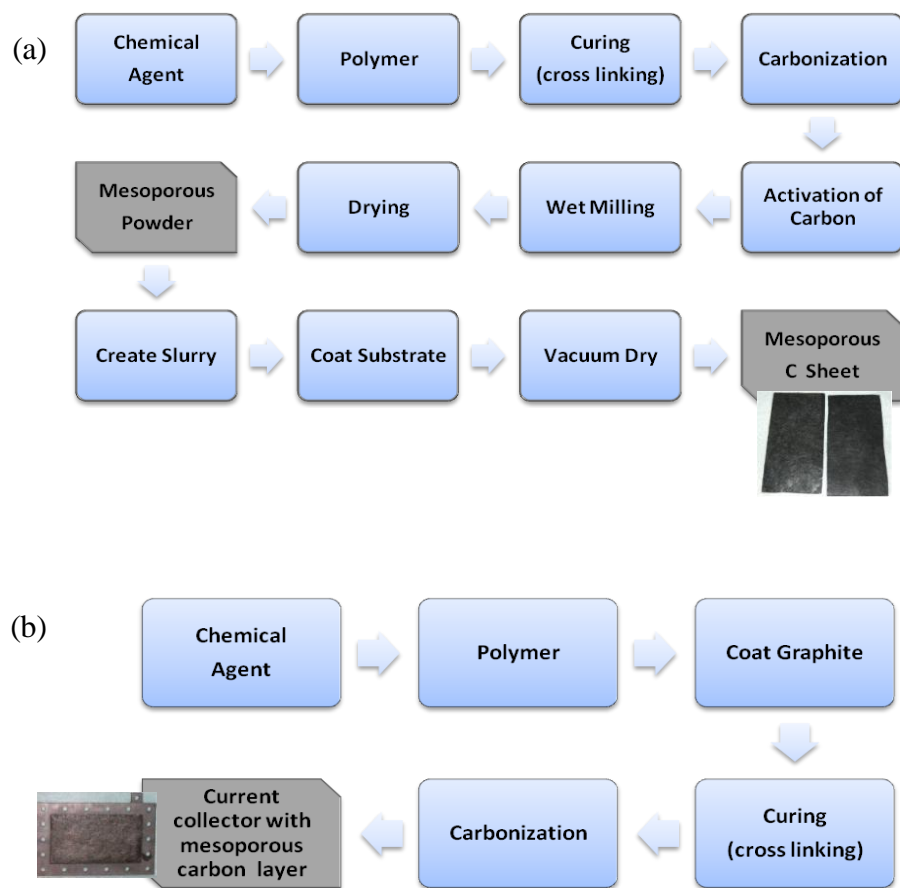 (a)
Chemical
Agent
Polymer
Curing
(cross linking)
Carbonization
Activation of
Carbon
Wet Milling
Drying
Mesoporous
Powder
Create Slurry
Coat Substrate
Vacuum Dry
Mesoporous
C Sheet
(b)
Chemical
Agent
Polymer
Coat Graphite
Curing
(cross linking)
Carbonization
Current
collector with
mesoporous
carbon layer